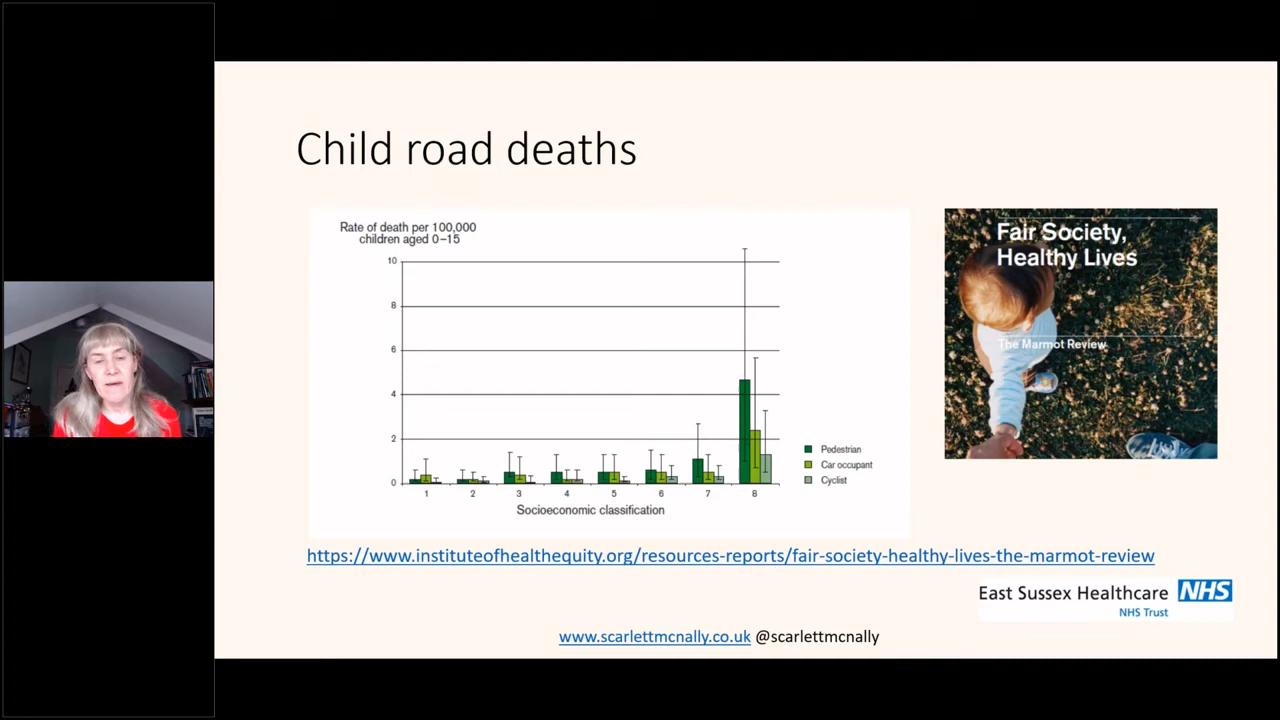 Child road deaths
Rate of death per 100,000
children aged 0–15
10
8
6
4
2
0
1 2 3 4 5 6 7 8
Socioeconomic classification
Pedestrian
Car occupant
Cyclist
Fair Society,
Healthy Lives
The Marmot Review
https://www.instituteofhealthequity.org/resources-reports/fair-society-healthy-lives-the-marmot-review
East Sussex Healthcare NHS
NHS Trust
www.scarlettmcnally.co.uk @scarlettmcnally